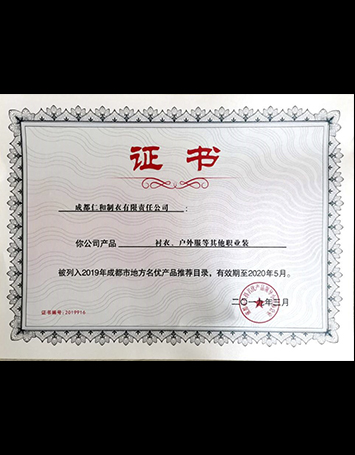 证书
成都仁和制衣有限责任公司：
你公司产品 衬衣、户外服等其他职业装
被列入2019年成都市地方名优产品推荐目录，有效期至2020年5月。
二〇一九年三月
证书编号：2019916